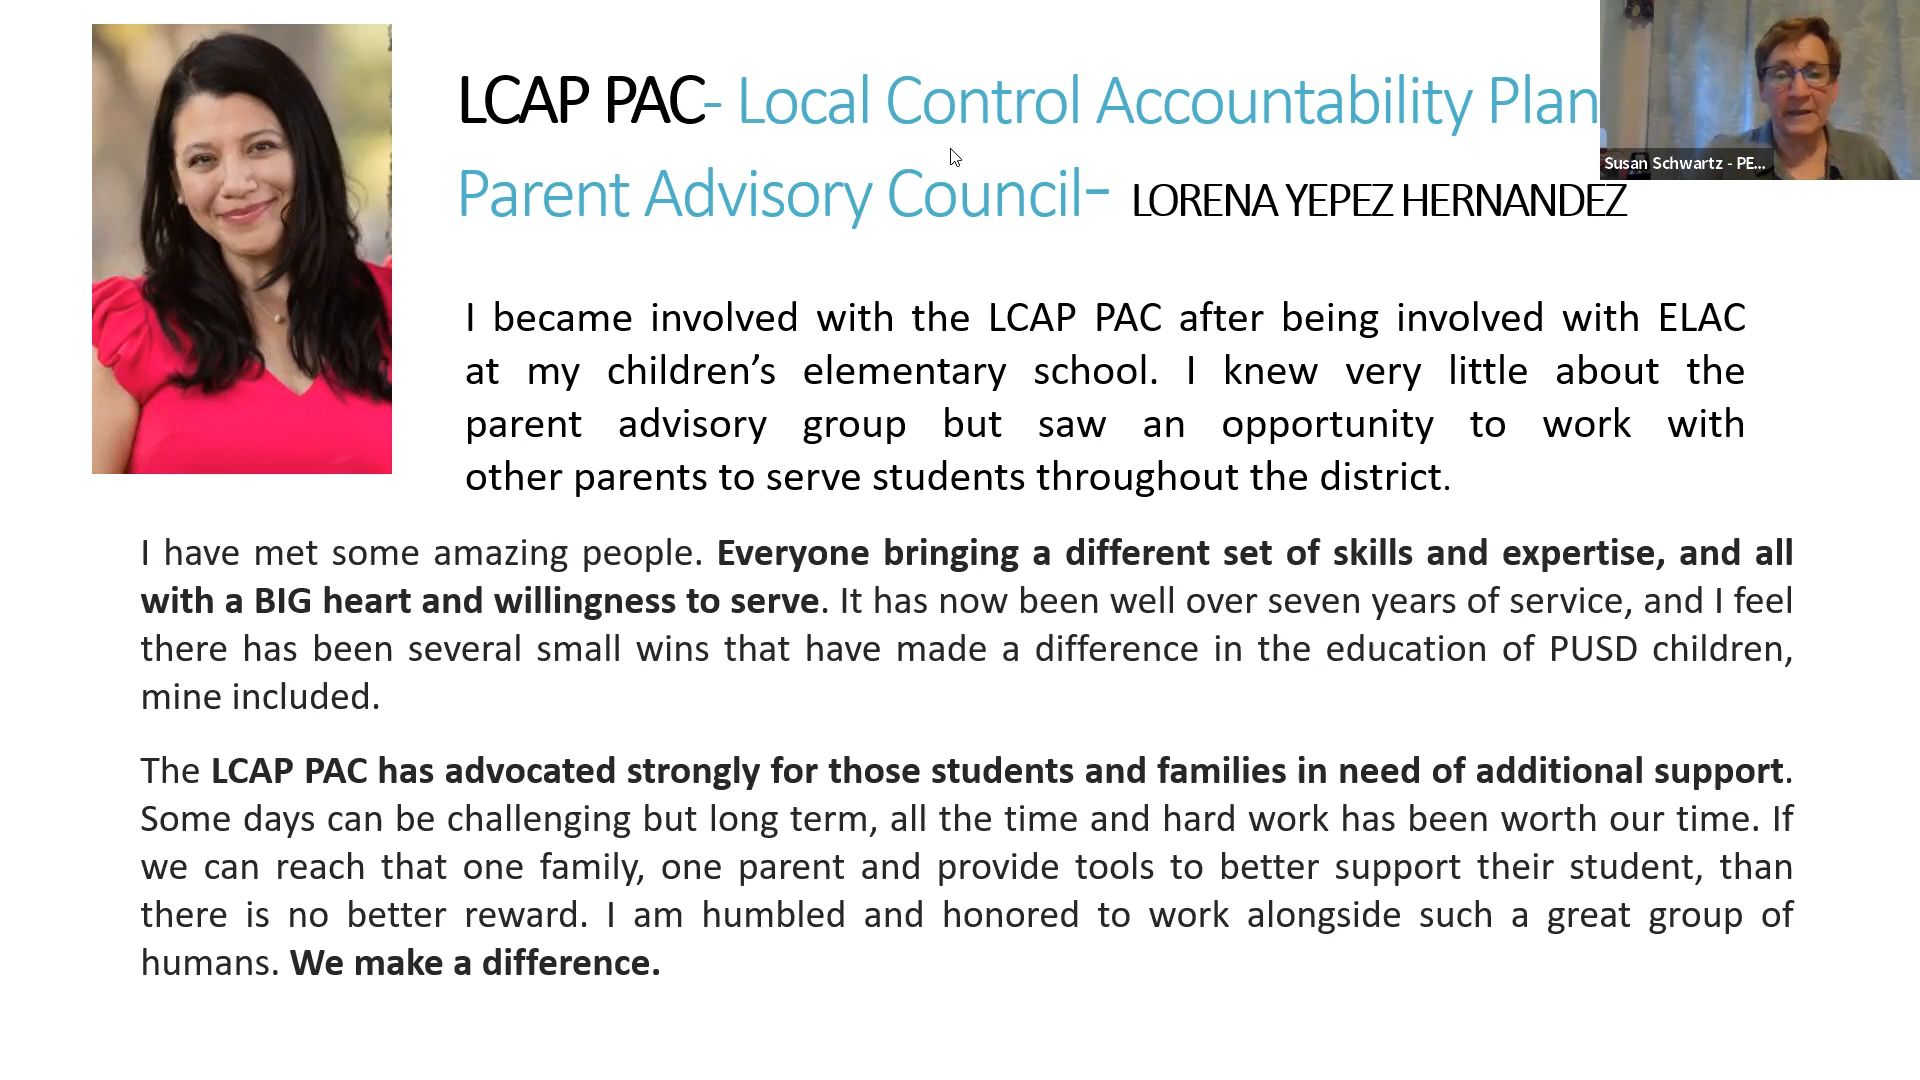 LCAP PAC- Local Control Accountability Plan
Susan Schwartz - PE...
Parent Advisory Council- LORENA YEPEZ HERNANDEZ
I became involved with the LCAP PAC after being involved with ELAC
at my children’s elementary school. I knew very little about the
parent advisory group but saw an opportunity to work with
other parents to serve students throughout the district.
I have met some amazing people. Everyone bringing a different set of skills and expertise, and all
with a BIG heart and willingness to serve. It has now been well over seven years of service, and I feel
there has been several small wins that have made a difference in the education of PUSD children,
mine included.
The LCAP PAC has advocated strongly for those students and families in need of additional support.
Some days can be challenging but long term, all the time and hard work has been worth our time. If
we can reach that one family, one parent and provide tools to better support their student, than
there is no better reward. I am humbled and honored to work alongside such a great group of
humans. We make a difference.